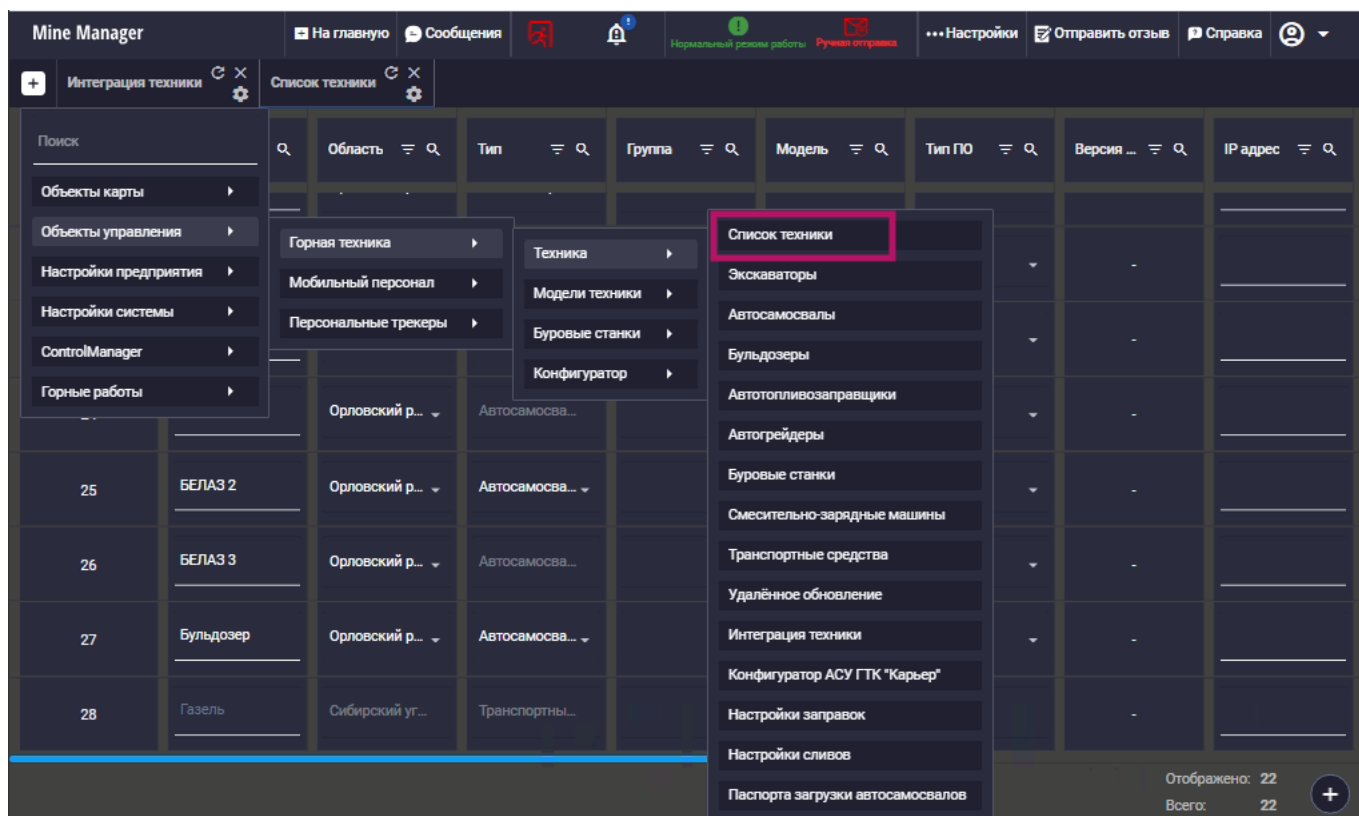 Mine Manager
На главную
Сообщения
Нормальный режим работы
Ручная отправка
Настройки
Отправить отзыв
Справка
Интеграция техники
Список техники
Поиск
Область
Тип
Группа
Модель
Тип ПО
Версия ...
IP адрес
Объекты карты
Объекты управления
Настройки предприятия
Настройки системы
ControlManager
Горные работы
Горная техника
Мобильный персонал
Персональные трекеры
Техника
Модели техники
Буровые станки
Конфигуратор
Список техники
Экскаваторы
Автосамосвалы
Бульдозеры
Автотопливозаправщики
Автогрейдеры
Буровые станки
Смесительно-зарядные машины
Транспортные средства
Удалённое обновление
Интеграция техники
Конфигуратор АСУ ГТК "Карьер"
Настройки заправок
Настройки сливов
Паспорта загрузки автосамосвалов
-
-
Орловский р... Автосамосва... -
25 БЕЛАЗ 2 Орловский р... Автосамосва... -
26 БЕЛАЗ 3 Орловский р... Автосамосва... -
27 Бульдозер Орловский р... Автосамосва... -
28 Газель Сибирский уг... Транспортны... -
Отображено: 22
Всего: 22